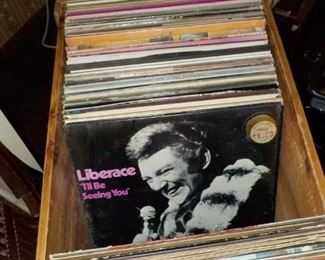 Liberace
"I'll Be
Seeing You"